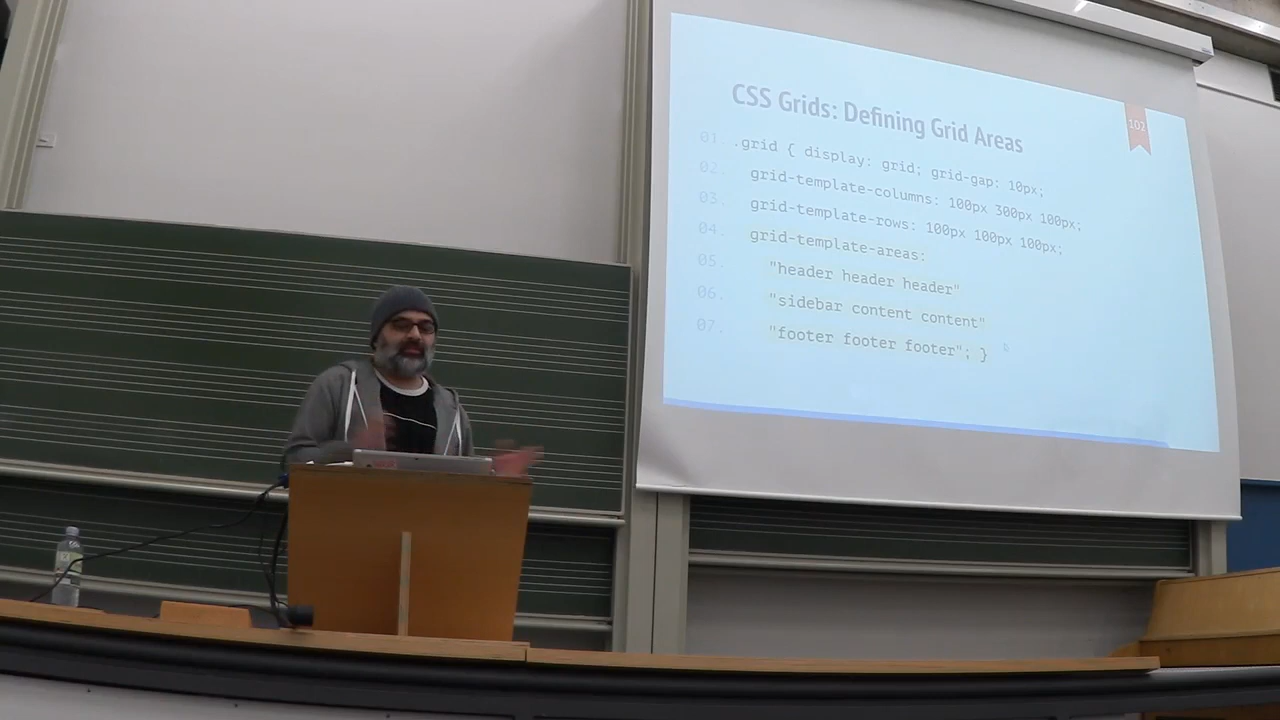 CSS Grids: Defining Grid Areas
102
01. .grid { display: grid; grid-gap: 10px;
02. grid-template-columns: 100px 300px 100px;
03. grid-template-rows: 100px 100px 100px;
04. grid-template-areas:
05. "header header header"
06. "sidebar content content"
07. "footer footer footer"; }